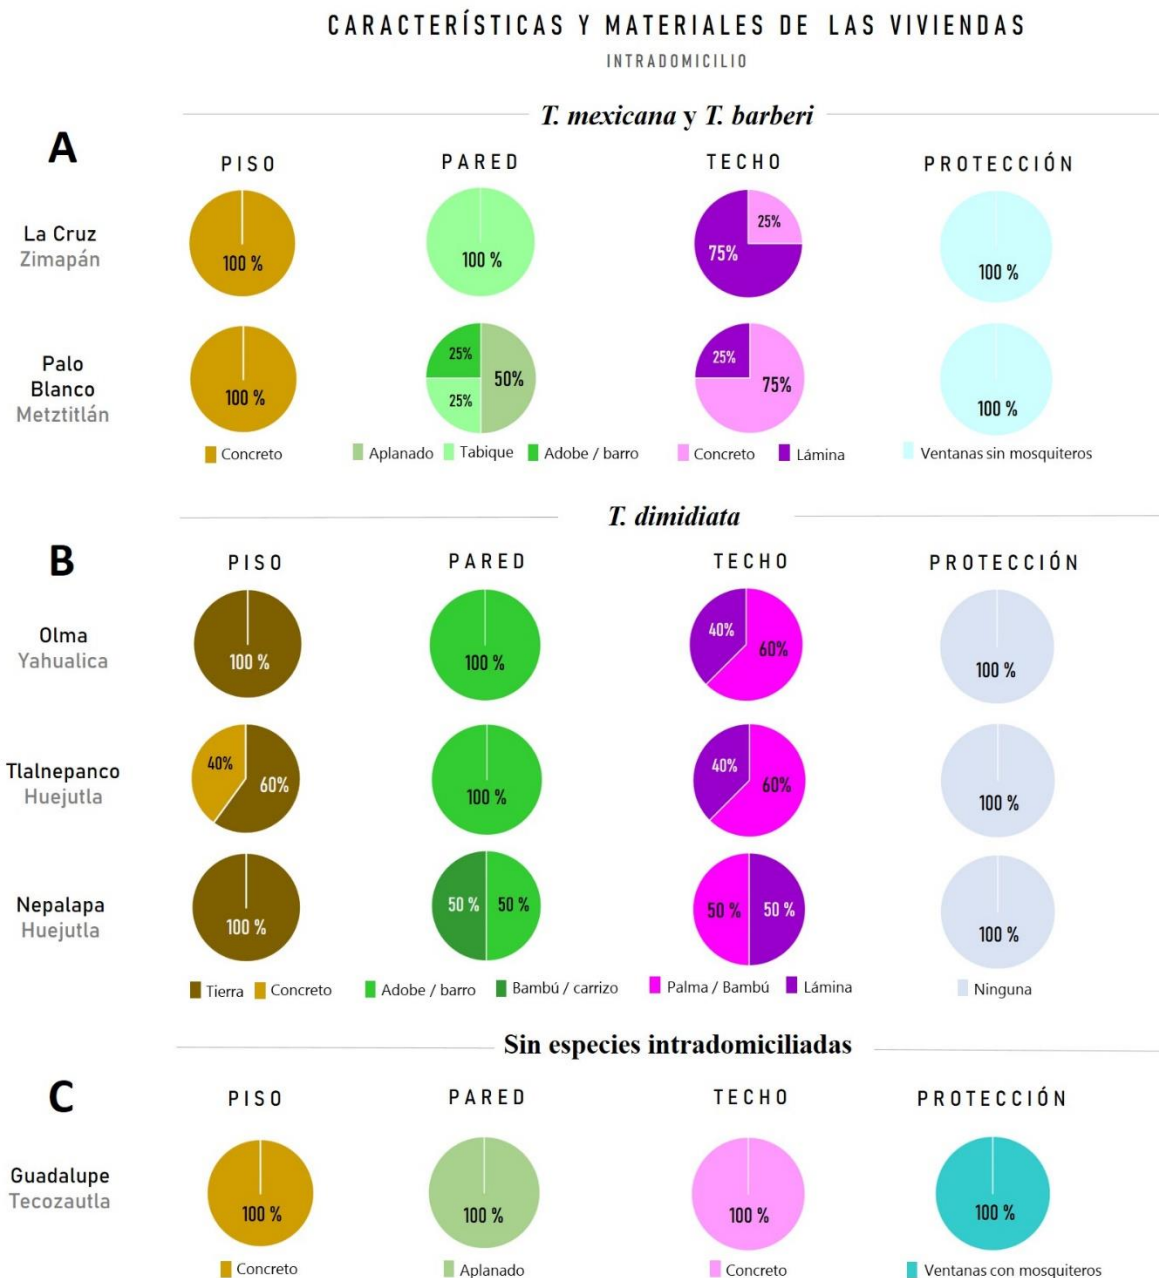 CARACTERÍSTICAS Y MATERIALES DE LAS VIVIENDAS
INTRADOMICILIO
T. mexicana y T. barberi
A
PISO PARED TECHO PROTECCIÓN
La Cruz
Zimapán
100 % 100 % 25% 75% 100 %
Palo
Blanco
Metztitlán
100 % 25% 50% 25% 25% 75% 100 %
Concreto Aplanado Tabique Adobe / barro Concreto Lámina Ventanas sin mosquiteros
T. dimidiata
B
PISO PARED TECHO PROTECCIÓN
Olma
Yahualica
100 % 100 % 40% 60% 100 %
Tlalnepanco
Huejutla
40% 60% 100 % 40% 60% 100 %
Nepalapa
Huejutla
100 % 50 % 50 % 50 % 50 % 100 %
Tierra Concreto Adobe / barro Bambú / carrizo Palma / Bambú Lámina Ninguna
Sin especies intradomiciliadas
C
PISO PARED TECHO PROTECCIÓN
Guadalupe
Tecozautla
100 % 100 % 100 % 100 %
Concreto Aplanado Concreto Ventanas con mosquiteros